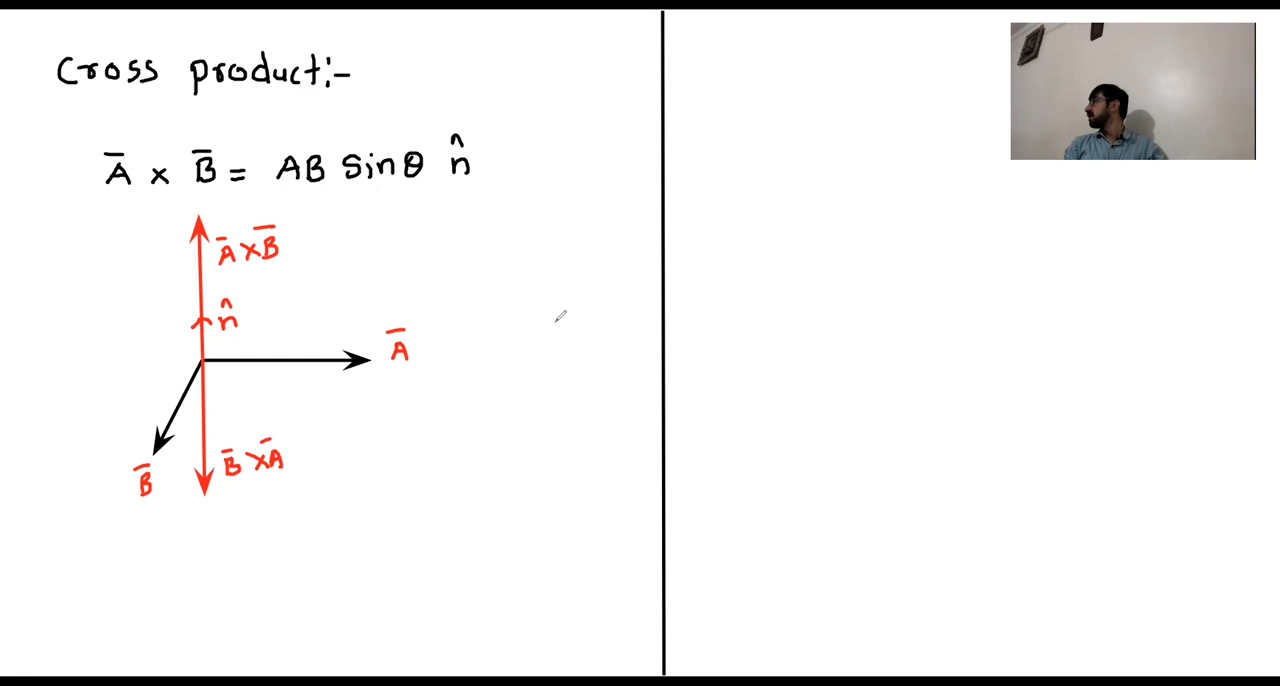 Cross product:-
A̅ × B̅ = AB Sinθ n̂
A̅ × B̅
n̂
A̅
B̅ × A̅
B̅